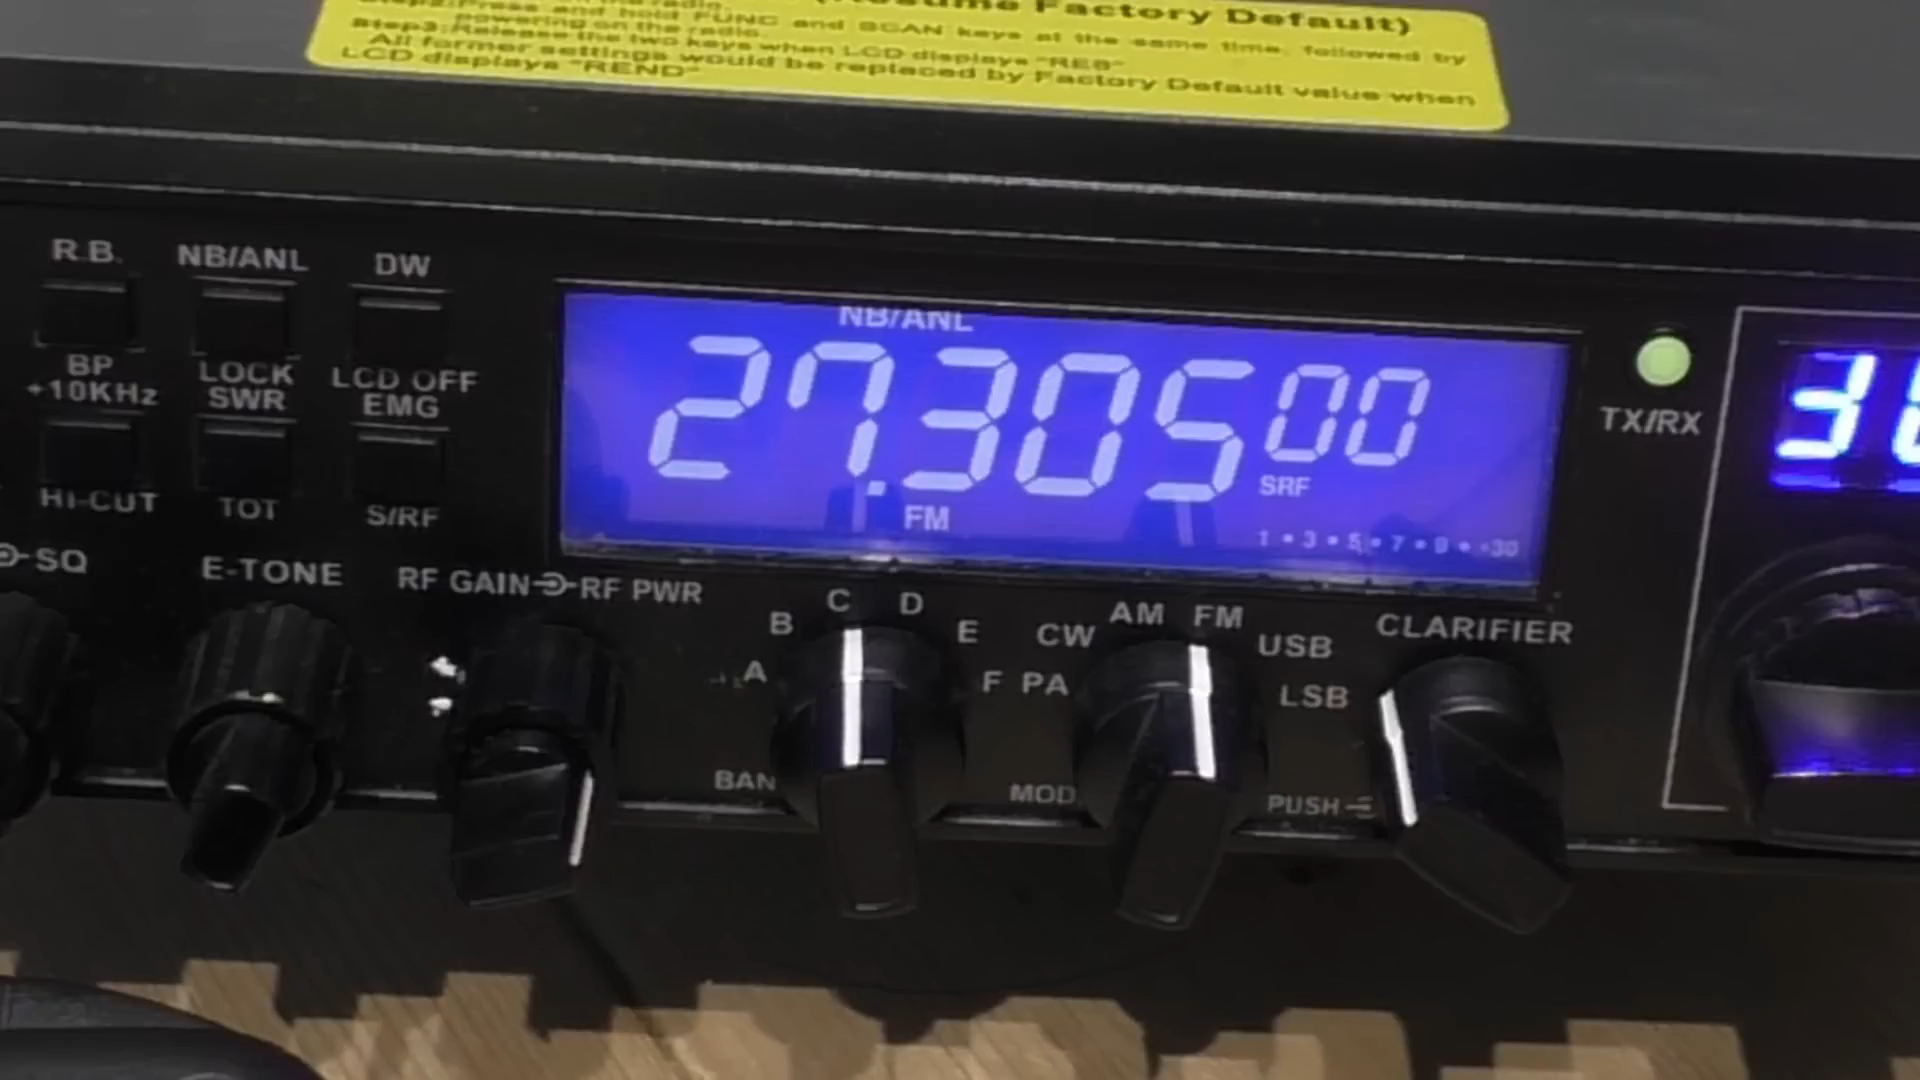 Factory Default)
Step2:Press and hold FUNC and SCAN keys at the same time, followed by
powering on the radio.
Step3:Release the two keys when LCD displays "RES"
All former settings would be replaced by Factory Default value when
LCD displays "REND"
R.B. NB/ANL DW
BP LOCK LCD OFF
+10KHz SWR EMG
HI-CUT TOT S/RF
SQ E-TONE RF GAIN RF PWR
NB/ANL
27.30500
SRF
FM
1 3 5 7 9 +30
TX/RX
3
A B C D E F
BAN
PA CW AM FM USB LSB
MOD
CLARIFIER
PUSH